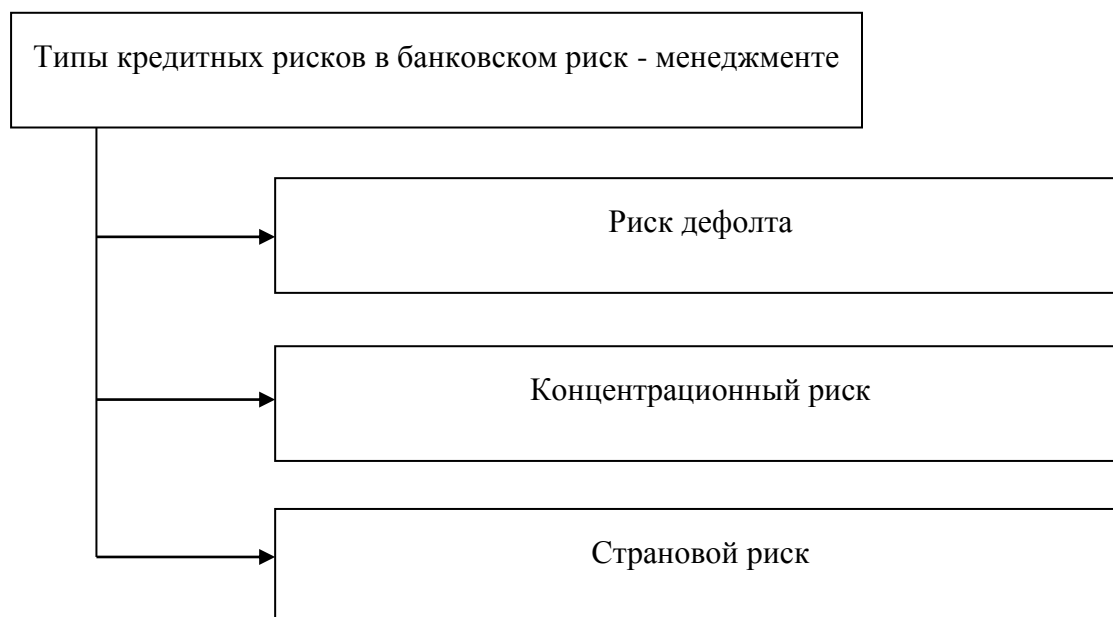 Типы кредитных рисков в банковском риск - менеджменте
Риск дефолта
Концентрационный риск
Страновой риск